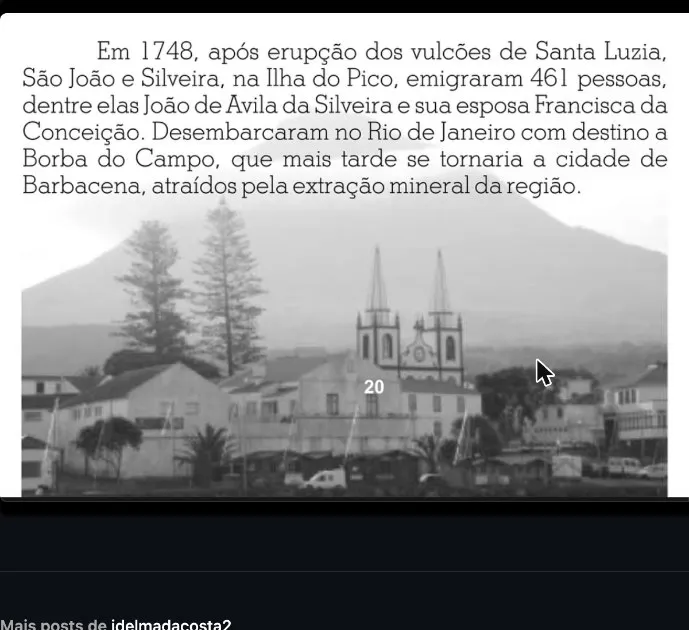 Em 1748, após erupção dos vulcões de Santa Luzia,
São João e Silveira, na Ilha do Pico, emigraram 461 pessoas,
dentre elas João de Avila da Silveira e sua esposa Francisca da
Conceição. Desembarcaram no Rio de Janeiro com destino a
Borba do Campo, que mais tarde se tornaria a cidade de
Barbacena, atraídos pela extração mineral da região.
20
Mais posts de idelmadacosta2